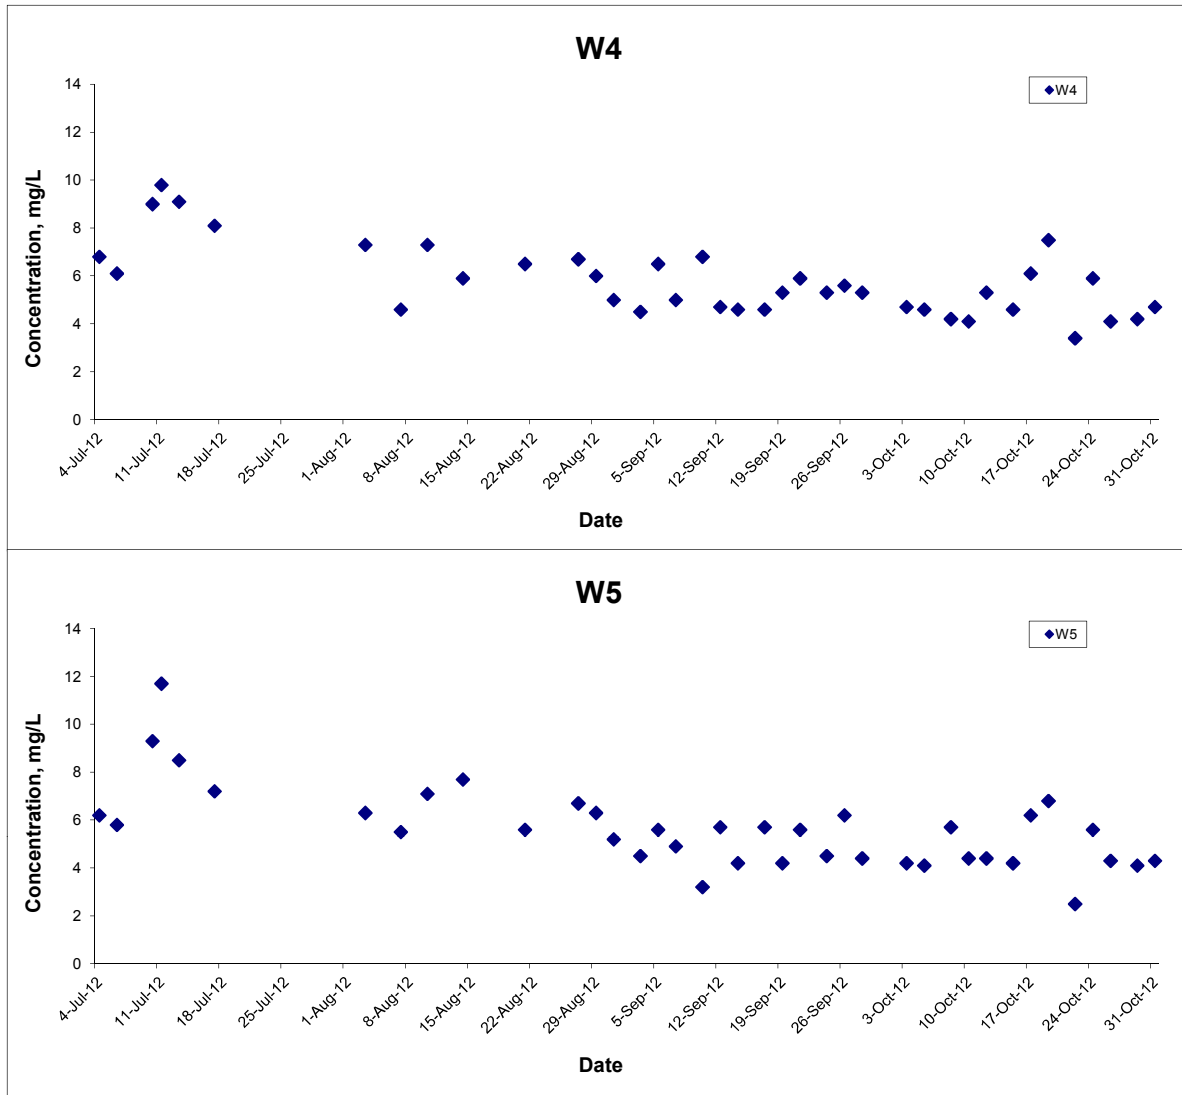 W4
W4
14
12
10
8
6
4
2
0
Concentration, mg/L
4-Jul-12
11-Jul-12
18-Jul-12
25-Jul-12
1-Aug-12
8-Aug-12
15-Aug-12
22-Aug-12
29-Aug-12
5-Sep-12
12-Sep-12
19-Sep-12
26-Sep-12
3-Oct-12
10-Oct-12
17-Oct-12
24-Oct-12
31-Oct-12
Date
W5
W5
14
12
10
8
6
4
2
0
Concentration, mg/L
4-Jul-12
11-Jul-12
18-Jul-12
25-Jul-12
1-Aug-12
8-Aug-12
15-Aug-12
22-Aug-12
29-Aug-12
5-Sep-12
12-Sep-12
19-Sep-12
26-Sep-12
3-Oct-12
10-Oct-12
17-Oct-12
24-Oct-12
31-Oct-12
Date